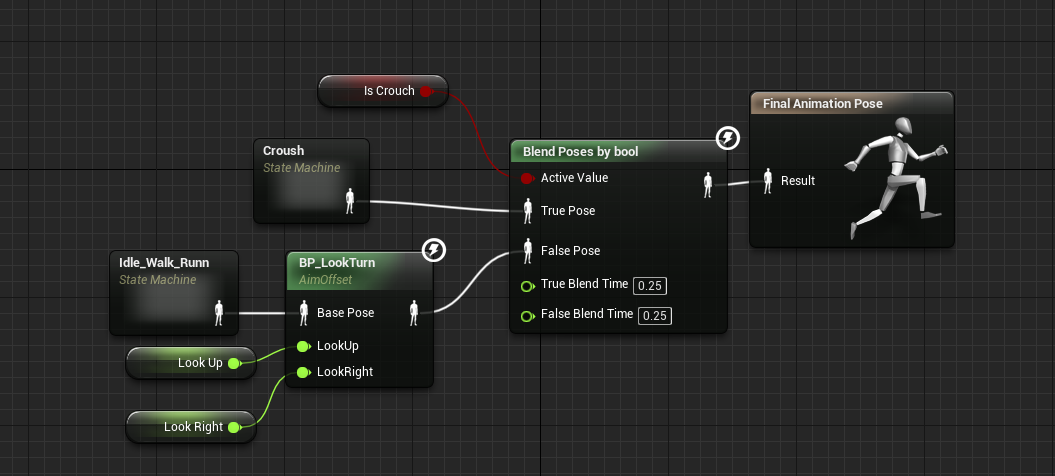 Is Crouch
Final Animation Pose
Result
Croush
State Machine
Blend Poses by bool
Active Value
True Pose
False Pose
True Blend Time 0.25
False Blend Time 0.25
Idle_Walk_Runn
State Machine
BP_LookTurn
AimOffset
Base Pose
LookUp
LookRight
Look Up
Look Right